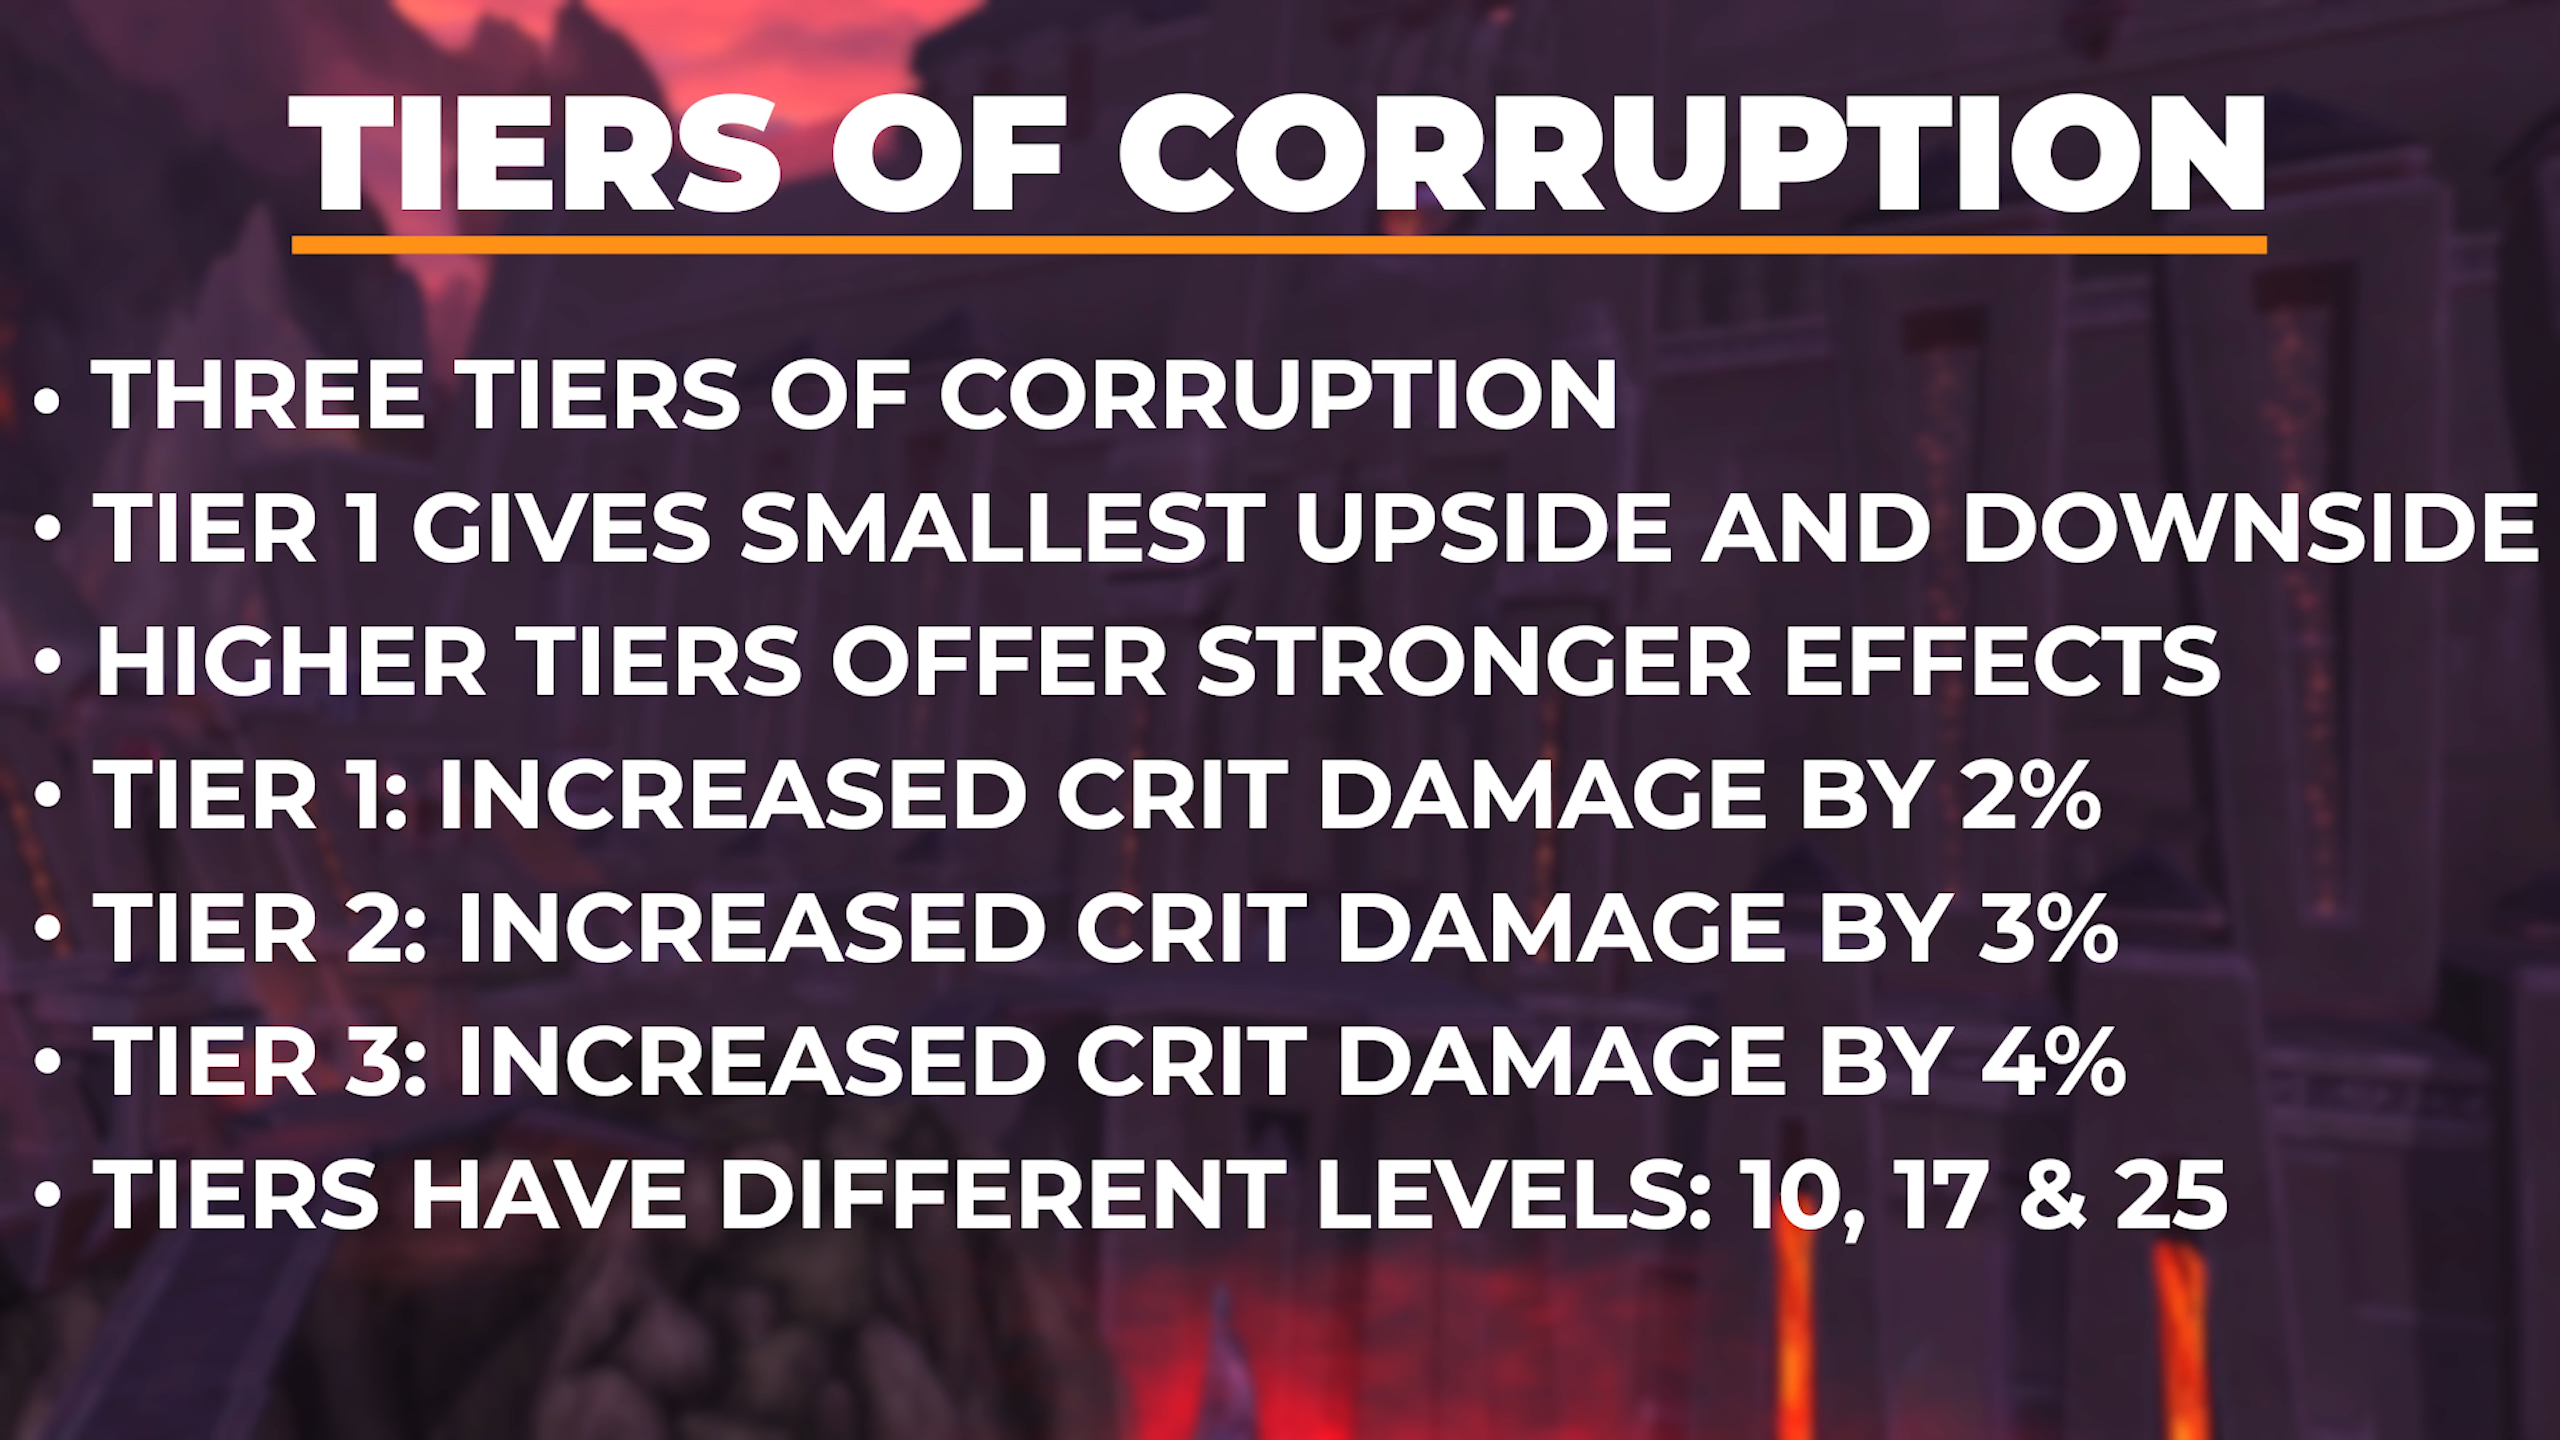 TIERS OF CORRUPTION
• THREE TIERS OF CORRUPTION
• TIER 1 GIVES SMALLEST UPSIDE AND DOWNSIDE
• HIGHER TIERS OFFER STRONGER EFFECTS
• TIER 1: INCREASED CRIT DAMAGE BY 2%
• TIER 2: INCREASED CRIT DAMAGE BY 3%
• TIER 3: INCREASED CRIT DAMAGE BY 4%
• TIERS HAVE DIFFERENT LEVELS: 10, 17 & 25